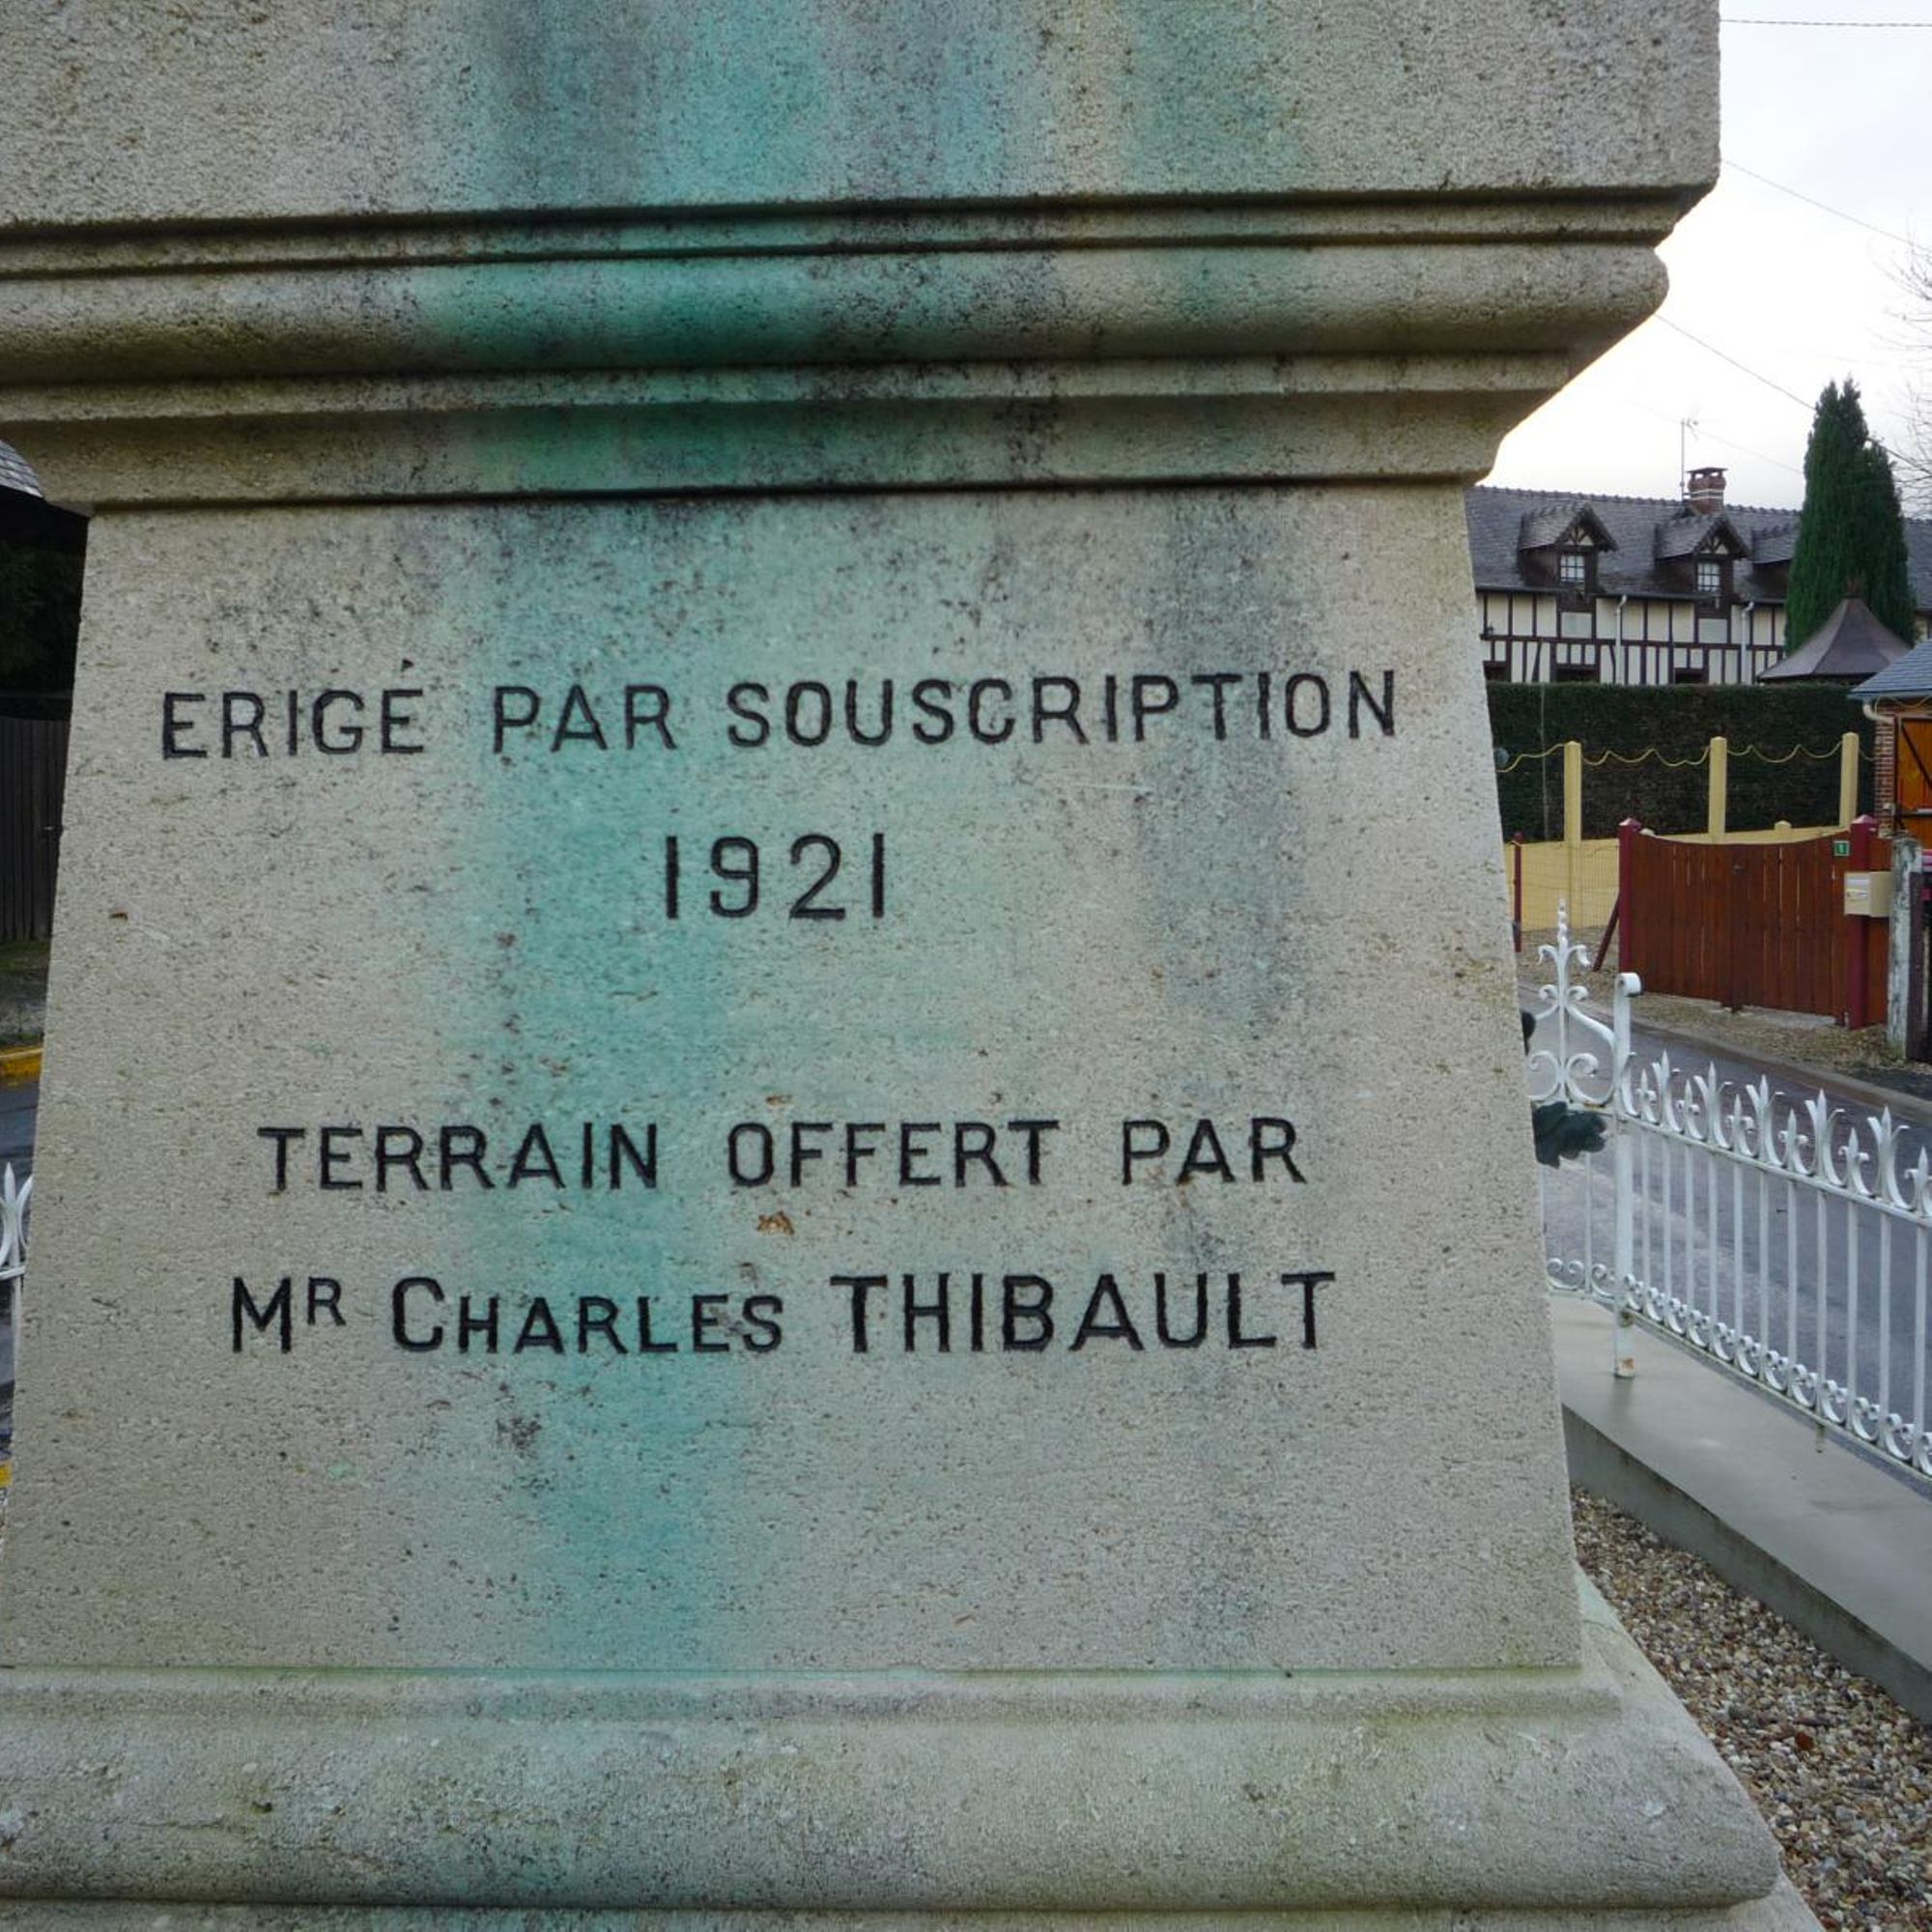 ERIGÉ PAR SOUSCRIPTION
1921
TERRAIN OFFERT PAR
MR CHARLES THIBAULT